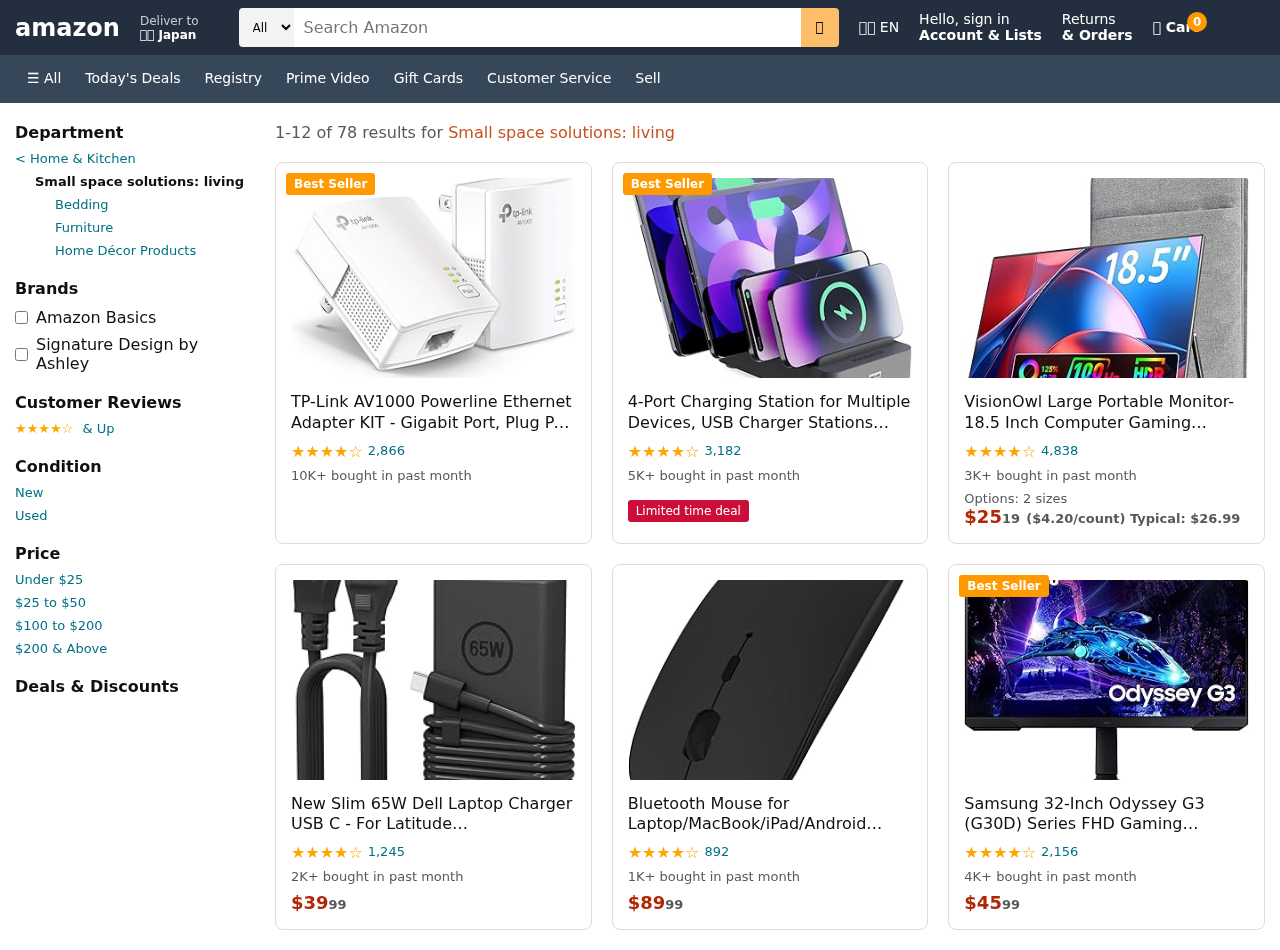 amazon
Deliver to
Japan
All
Search Amazon
EN
Hello, sign in
Account & Lists
Returns
& Orders
0
☰ All
Today's Deals
Registry
Prime Video
Gift Cards
Customer Service
Sell
Department
< Home & Kitchen
Small space solutions: living
Bedding
Furniture
Home Décor Products
Brands
Amazon Basics
Signature Design by
Ashley
Customer Reviews
★★★★☆ & Up
Condition
New
Used
Price
Under $25
$25 to $50
$100 to $200
$200 & Above
Deals & Discounts
1-12 of 78 results for Small space solutions: living
Best Seller
tp-link
AV1000
Pair
tp-link
AV1000
TP-Link AV1000 Powerline Ethernet
Adapter KIT - Gigabit Port, Plug P...
★★★★☆ 2,866
10K+ bought in past month
Best Seller
4-Port Charging Station for Multiple
Devices, USB Charger Stations...
★★★★☆ 3,182
5K+ bought in past month
Limited time deal
18.5"
125%
100Hz
HDR
VisionOwl Large Portable Monitor-
18.5 Inch Computer Gaming...
★★★★☆ 4,838
3K+ bought in past month
Options: 2 sizes
$25 19 ($4.20/count) Typical: $26.99
65W
New Slim 65W Dell Laptop Charger
USB C - For Latitude...
★★★★☆ 1,245
2K+ bought in past month
$39 99
Bluetooth Mouse for
Laptop/MacBook/iPad/Android...
★★★★☆ 892
1K+ bought in past month
$89 99
Best Seller
Odyssey G3
Samsung 32-Inch Odyssey G3
(G30D) Series FHD Gaming...
★★★★☆ 2,156
4K+ bought in past month
$45 99